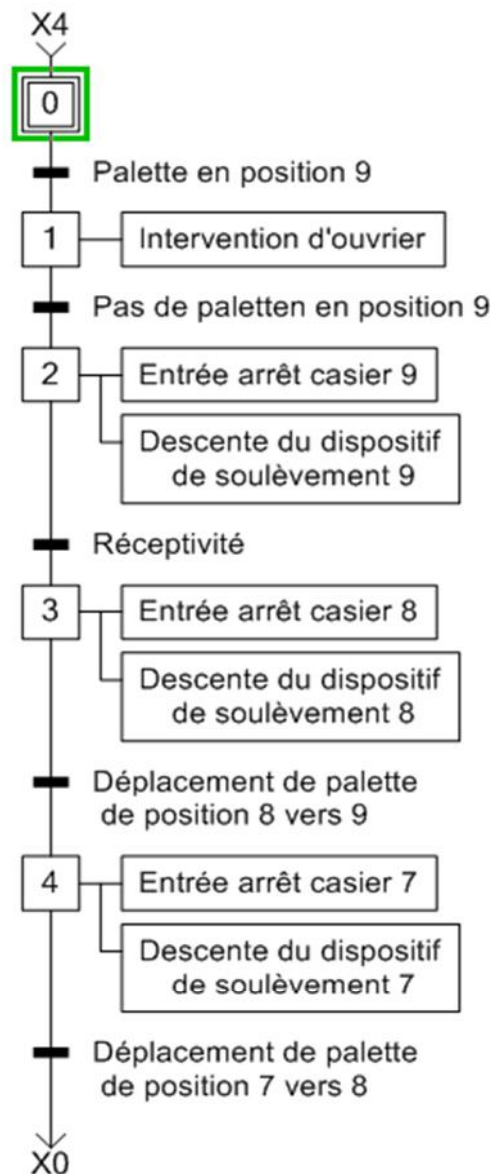 X4
0
Palette en position 9
1
Intervention d'ouvrier
Pas de paletten en position 9
2
Entrée arrêt casier 9
Descente du dispositif
de soulèvement 9
Réceptivité
3
Entrée arrêt casier 8
Descente du dispositif
de soulèvement 8
Déplacement de palette
de position 8 vers 9
4
Entrée arrêt casier 7
Descente du dispositif
de soulèvement 7
Déplacement de palette
de position 7 vers 8
X0